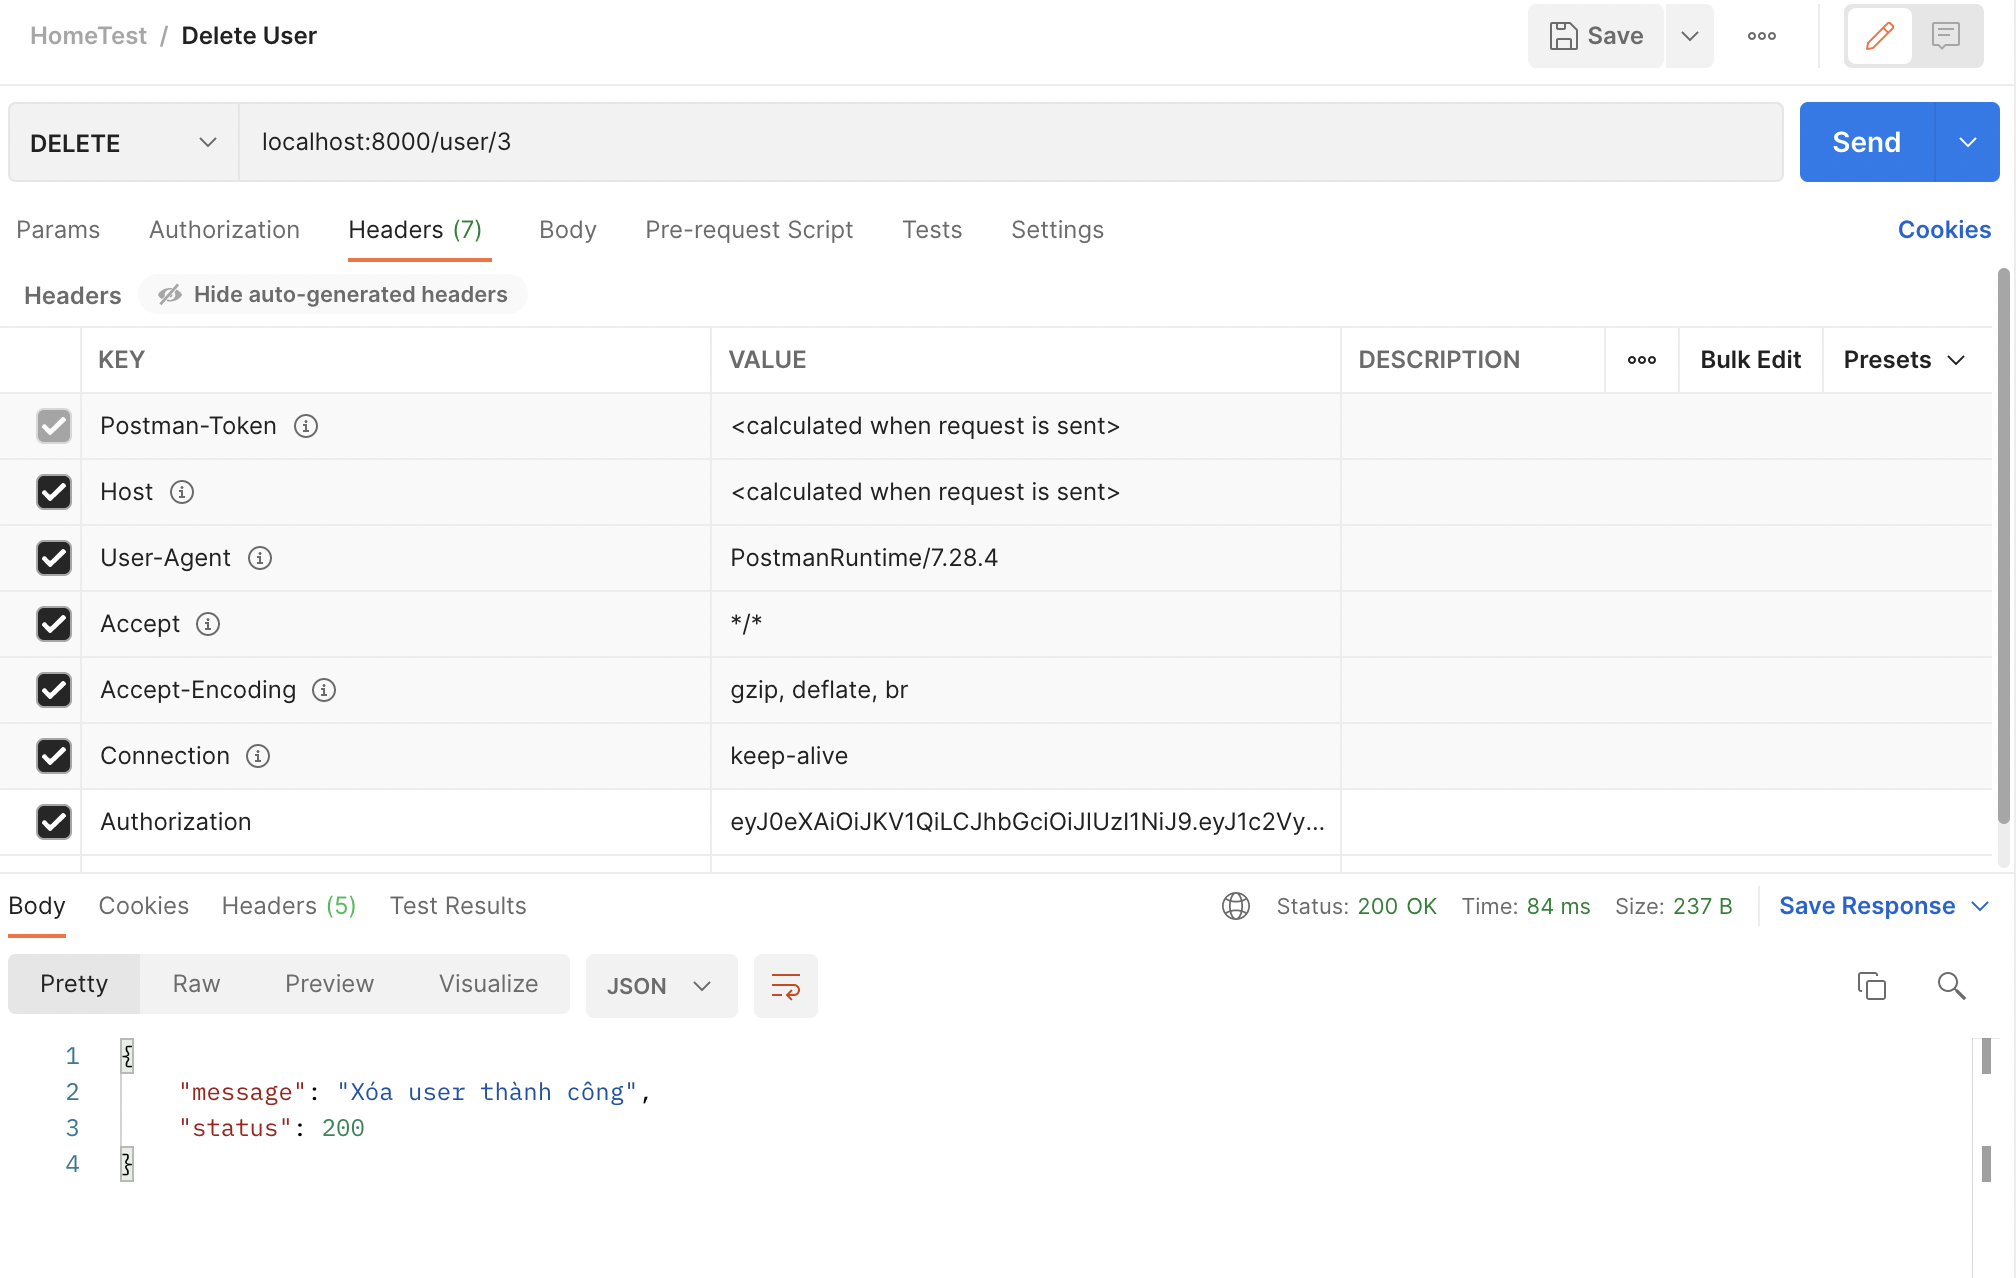 HomeTest / Delete User
Save
DELETE
localhost:8000/user/3
Send
Params Authorization Headers (7) Body Pre-request Script Tests Settings Cookies
Headers Hide auto-generated headers
KEY VALUE DESCRIPTION Bulk Edit Presets
Postman-Token <calculated when request is sent>
Host <calculated when request is sent>
User-Agent PostmanRuntime/7.28.4
Accept */*
Accept-Encoding gzip, deflate, br
Connection keep-alive
Authorization eyJ0eXAiOiJKV1QiLCJhbGciOiJIUzI1NiJ9.eyJ1c2Vy...
Body Cookies Headers (5) Test Results Status: 200 OK Time: 84 ms Size: 237 B Save Response
Pretty Raw Preview Visualize JSON
1 {
2 "message": "Xóa user thành công",
3 "status": 200
4 }